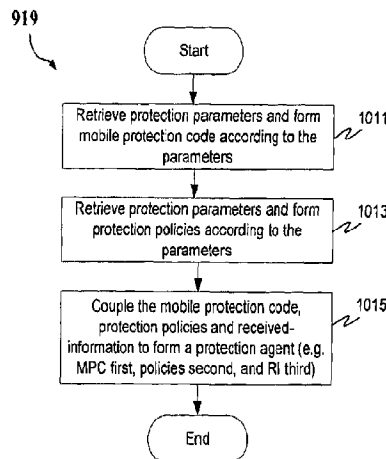 919
Start
Retrieve protection parameters and form
mobile protection code according to the
parameters
1011
Retrieve protection parameters and form
protection policies according to the
parameters
1013
Couple the mobile protection code,
protection policies and received-
information to form a protection agent (e.g.
MPC first, policies second, and RI third)
1015
End